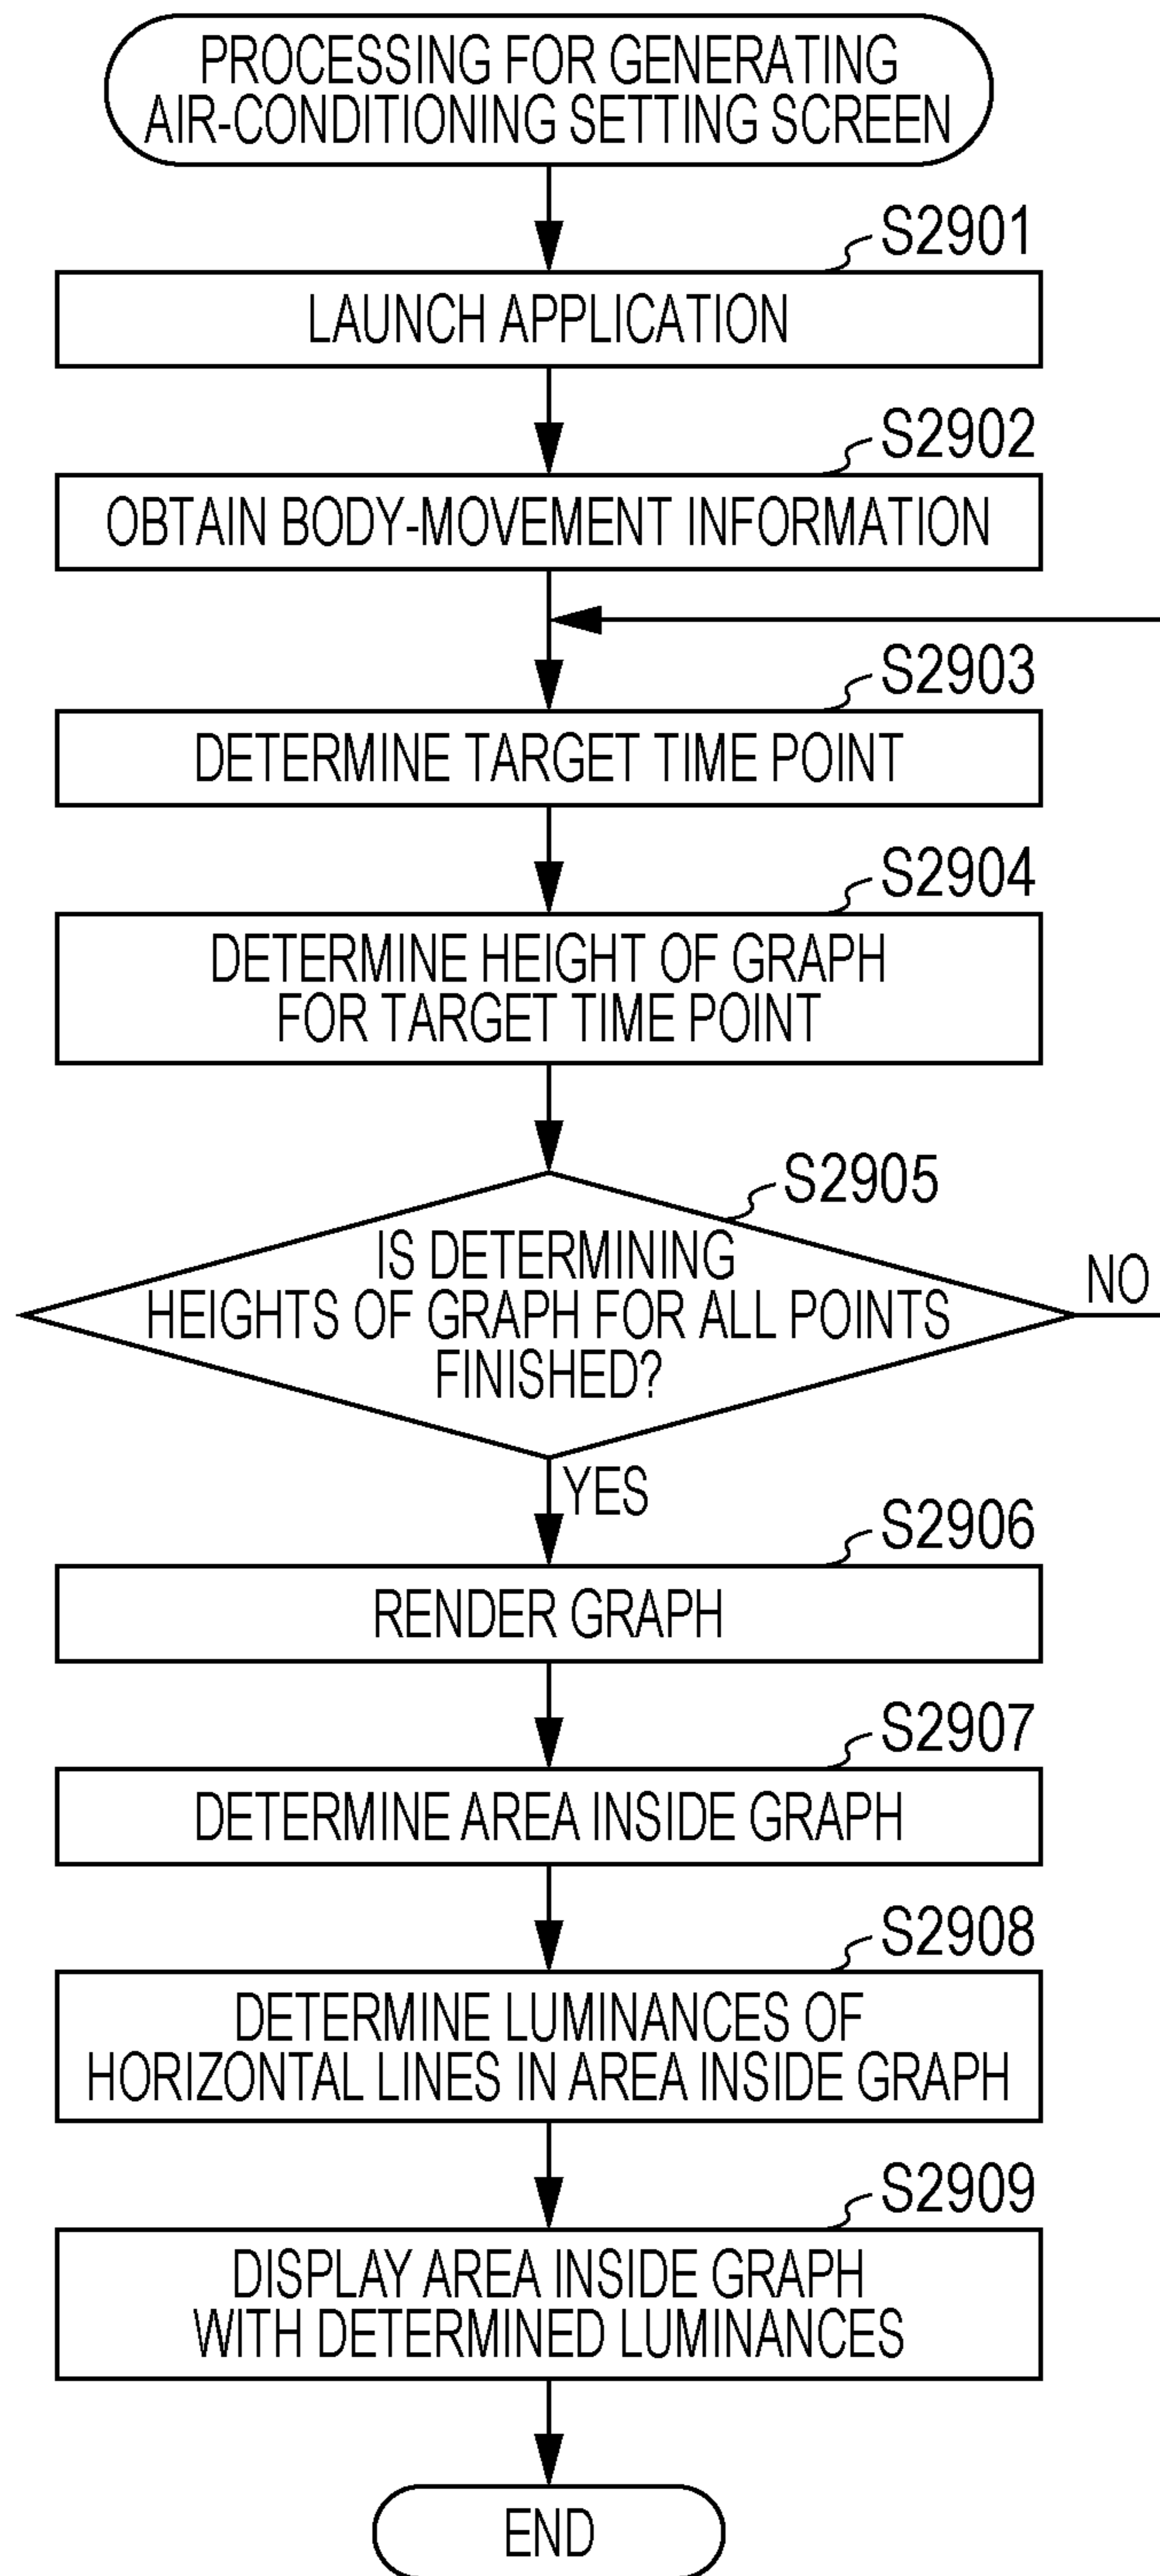 PROCESSING FOR GENERATING
AIR-CONDITIONING SETTING SCREEN
S2901
LAUNCH APPLICATION
S2902
OBTAIN BODY-MOVEMENT INFORMATION
S2903
DETERMINE TARGET TIME POINT
S2904
DETERMINE HEIGHT OF GRAPH
FOR TARGET TIME POINT
S2905
IS DETERMINING
HEIGHTS OF GRAPH FOR ALL POINTS
FINISHED?
NO
YES
S2906
RENDER GRAPH
S2907
DETERMINE AREA INSIDE GRAPH
S2908
DETERMINE LUMINANCES OF
HORIZONTAL LINES IN AREA INSIDE GRAPH
S2909
DISPLAY AREA INSIDE GRAPH
WITH DETERMINED LUMINANCES
END